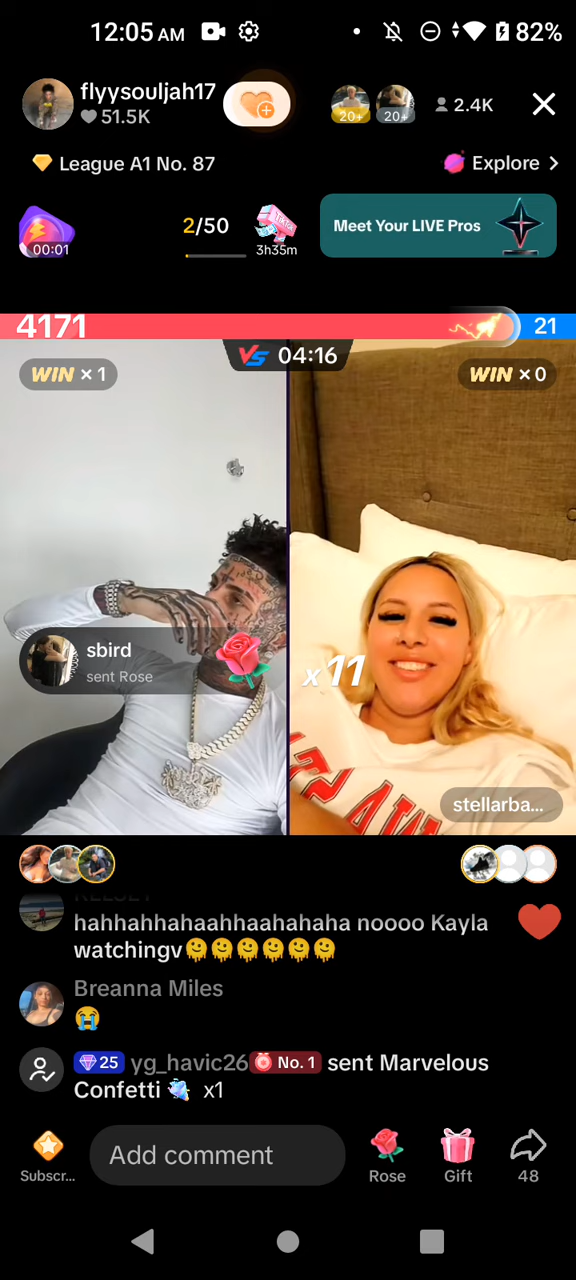 12:05 AM
82%
flyysouljah17
51.5K
20+
20+
2.4K
League A1 No. 87
Explore
00:01
2/50
3h35m
Meet Your LIVE Pros
4171
21
VS 04:16
WIN × 1
WIN × 0
sbird
sent Rose
x11
stellarba...
hahhahhahaahhaahahaha noooo Kayla
watchingv🫠🫠🫠🫠🫠🫠
Breanna Miles
😭
25 yg_havic26 No. 1 sent Marvelous
Confetti x1
Subscr...
Add comment
Rose
Gift
48